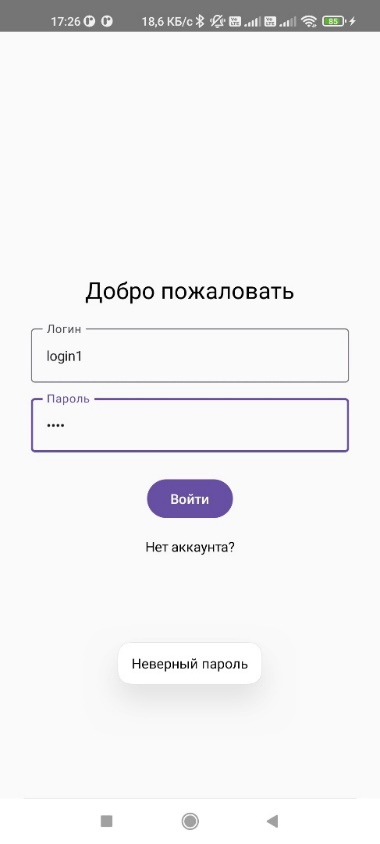 17:26 18,6 КБ/с 85
Добро пожаловать
Логин
login1
Пароль
••••
Войти
Нет аккаунта?
Неверный пароль